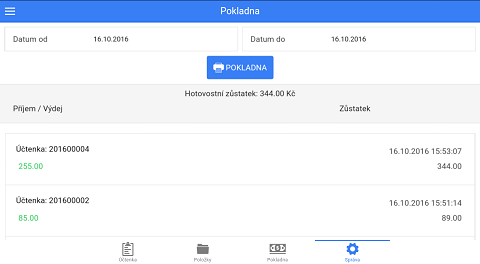 Pokladna
Datum od 16.10.2016 Datum do 16.10.2016
POKLADNA
Hotovostní zůstatek: 344.00 Kč
Příjem / Výdej Zůstatek
Účtenka: 201600004 16.10.2016 15:53:07
255.00 344.00
Účtenka: 201600002 16.10.2016 15:51:14
85.00 89.00
Účtenka Položky Pokladna Správa